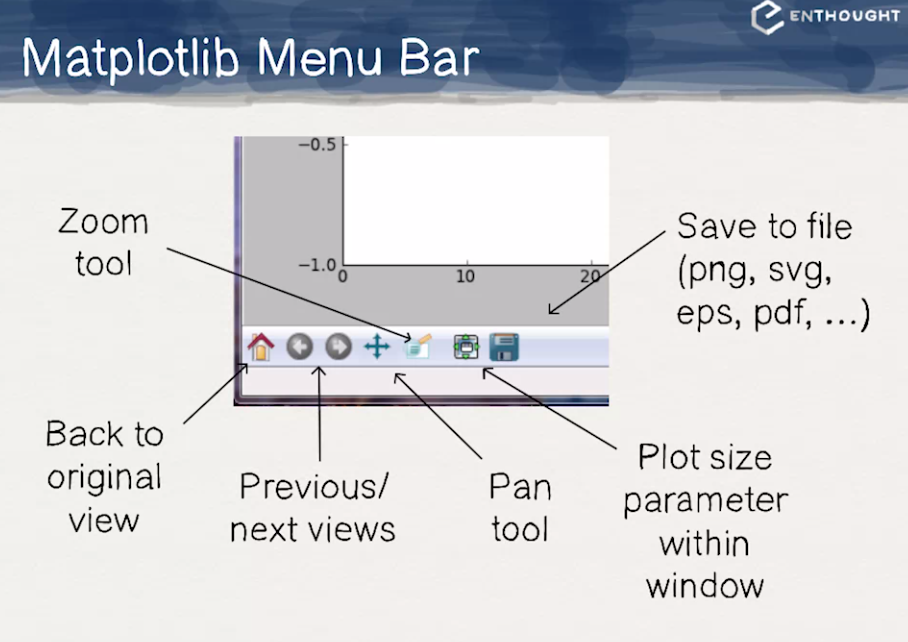 ENTHOUGHT
Matplotlib Menu Bar
−0.5
−1.0
0 10 20
Zoom
tool
Save to file
(png, svg,
eps, pdf, ...)
Back to
original
view
Previous/
next views
Pan
tool
Plot size
parameter
within
window